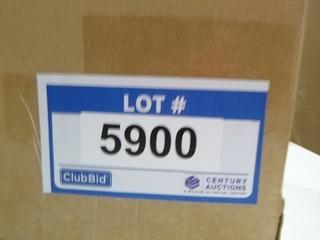 LOT #
5900
ClubBid
CENTURY
AUCTIONS